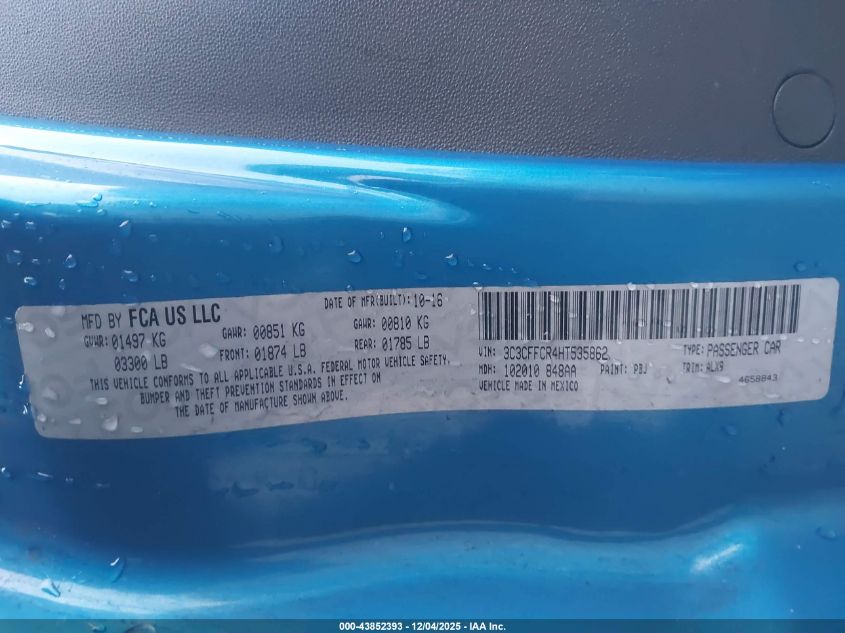 MFD BY FCA US LLC DATE OF MFR(BUILT): 10-16
GVWR: 01497 KG GAWR: 00851 KG GAWR: 00810 KG
03300 LB FRONT: 01874 LB REAR: 01785 LB
THIS VEHICLE CONFORMS TO ALL APPLICABLE U.S.A. FEDERAL MOTOR VEHICLE SAFETY,
BUMPER AND THEFT PREVENTION STANDARDS IN EFFECT ON
THE DATE OF MANUFACTURE SHOWN ABOVE.
VIN: 3C3CFFCR4HT535862 TYPE: PASSENGER CAR
MDH: 102010 848AA PAINT: PBJ TRIM: ALX9
VEHICLE MADE IN MEXICO 4658843
000-43852393 - 12/04/2025 - IAA Inc.